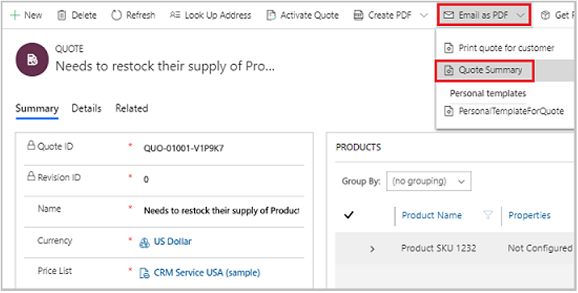 + New Delete Refresh Look Up Address Activate Quote Create PDF Email as PDF Get P
QUOTE
Needs to restock their supply of Pro...
Print quote for customer
Quote Summary
Personal templates
PersonalTemplateForQuote
Summary Details Related
Quote ID * QUO-01001-V1P9K7
Revision ID * 0
Name * Needs to restock their supply of Product
Currency * US Dollar
Price List * CRM Service USA (sample)
PRODUCTS
Group By: (no grouping)
Product Name Properties
Product SKU 1232 Not Configured